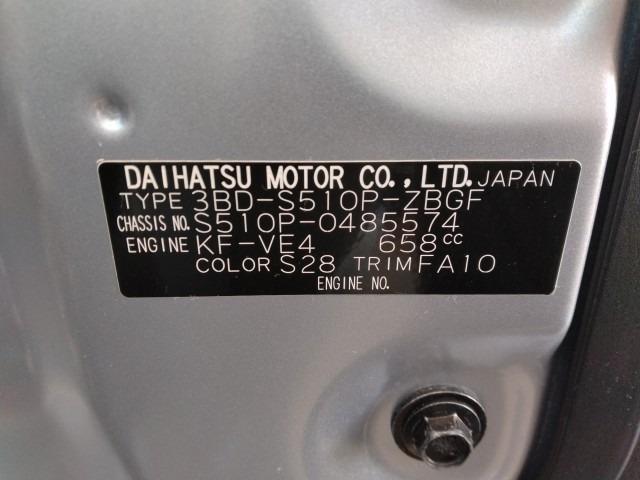 DAIHATSU MOTOR CO.,LTD. JAPAN
TYPE 3BD-S510P-ZBGF
CHASSIS NO. S510P-0485574
ENGINE KF-VE4 658cc
COLOR S28 TRIM FA10
ENGINE NO.